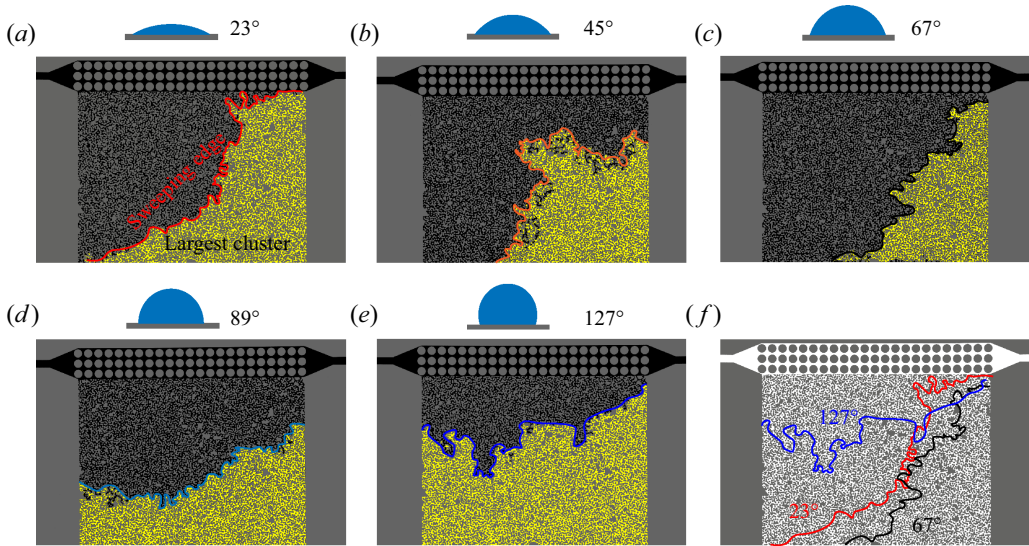 (a) 23°
(b) 45°
(c) 67°
Sweeping edge
Largest cluster
(d) 89°
(e) 127°
(f)
127°
23°
67°